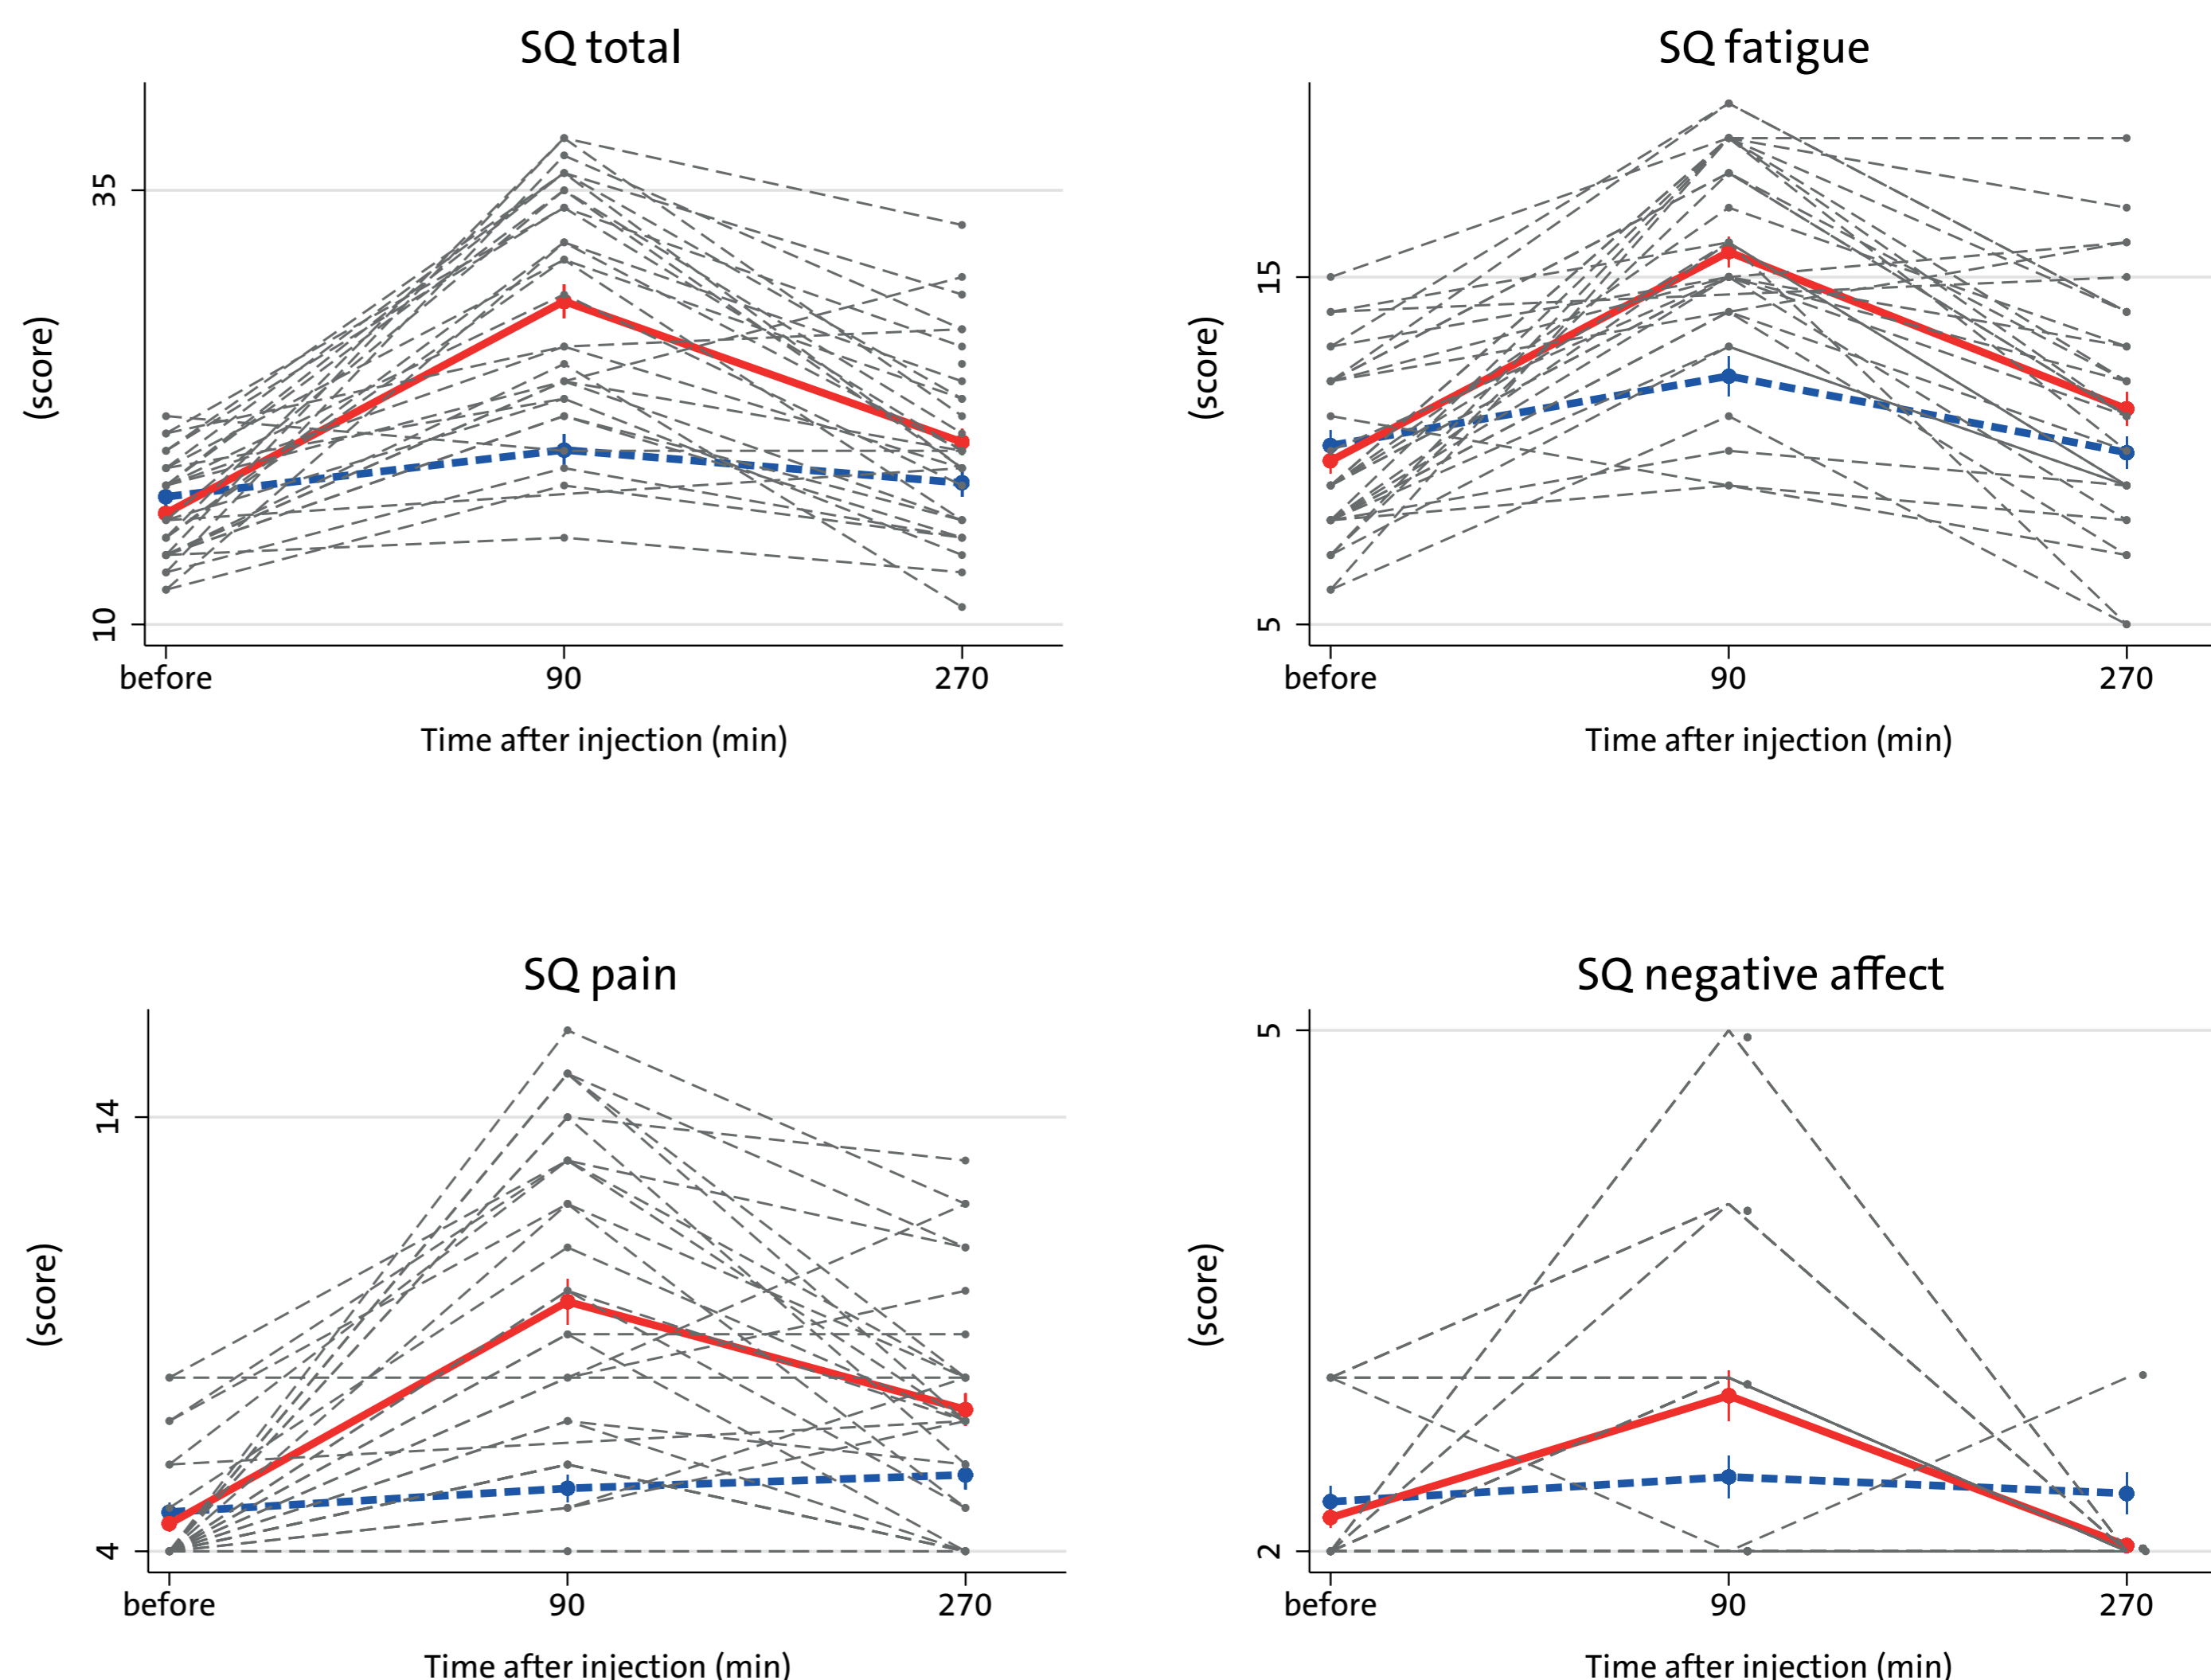 SQ total
35
10
(score)
before 90 270
Time after injection (min)
SQ fatigue
15
5
(score)
before 90 270
Time after injection (min)
SQ pain
14
4
(score)
before 90 270
Time after injection (min)
SQ negative affect
5
2
(score)
before 90 270
Time after injection (min)